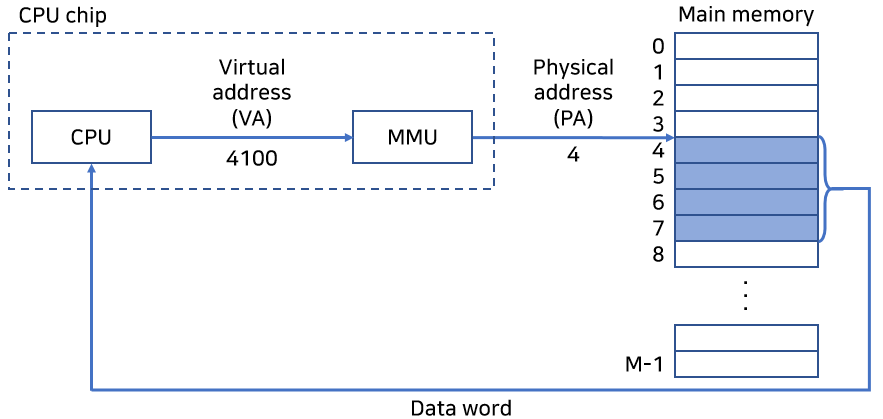 CPU chip
Main memory
Virtual
address
(VA)
Physical
address
(PA)
CPU
MMU
4100
4
0
1
2
3
4
5
6
7
8
⋮
M-1
Data word